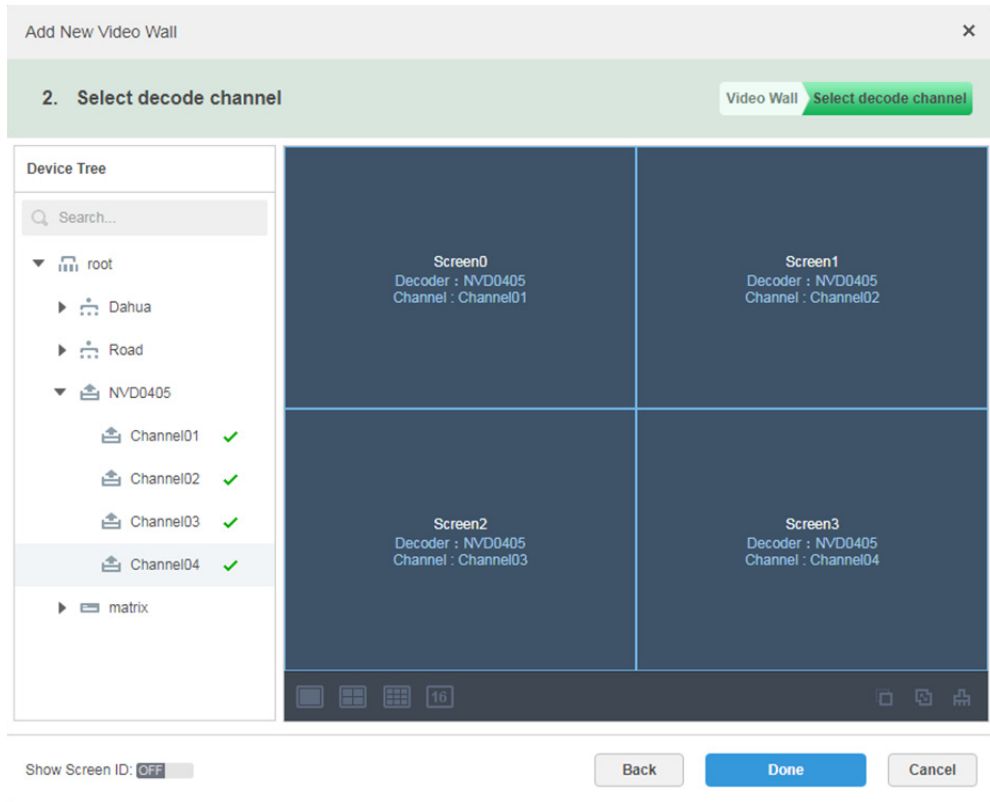 Add New Video Wall
2. Select decode channel
Video Wall
Select decode channel
Device Tree
Search...
root
Dahua
Road
NVD0405
Channel01
Channel02
Channel03
Channel04
matrix
Screen0
Decoder : NVD0405
Channel : Channel01
Screen1
Decoder : NVD0405
Channel : Channel02
Screen2
Decoder : NVD0405
Channel : Channel03
Screen3
Decoder : NVD0405
Channel : Channel04
16
Show Screen ID: OFF
Back
Done
Cancel